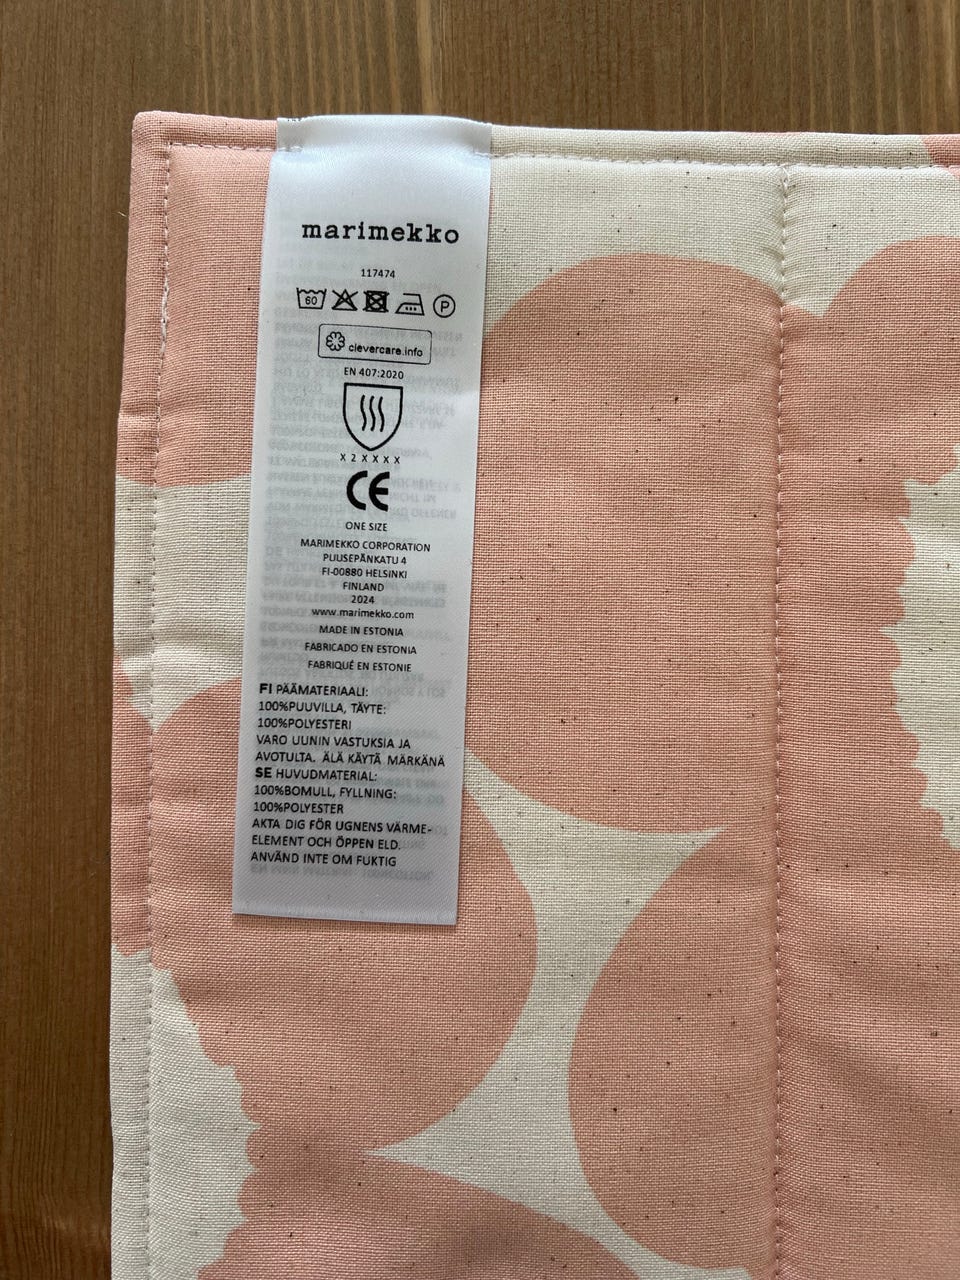 marimekko
117474
60
P
clevercare.info
EN 407:2020
X 2 X X X X
CE
ONE SIZE
MARIMEKKO CORPORATION
PUUSEPÄNKATU 4
FI-00880 HELSINKI
FINLAND
2024
www.marimekko.com
MADE IN ESTONIA
FABRICADO EN ESTONIA
FABRIQUÉ EN ESTONIE
FI PÄÄMATERIAALI:
100%PUUVILLA, TÄYTE:
100%POLYESTERI
VARO UUNIN VASTUKSIA JA
AVOTULTA. ÄLÄ KÄYTÄ MÄRKÄNÄ
SE HUVUDMATERIAL:
100%BOMULL, FYLLNING:
100%POLYESTER
AKTA DIG FÖR UGNENS VÄRME-
ELEMENT OCH ÖPPEN ELD.
ANVÄND INTE OM FUKTIG